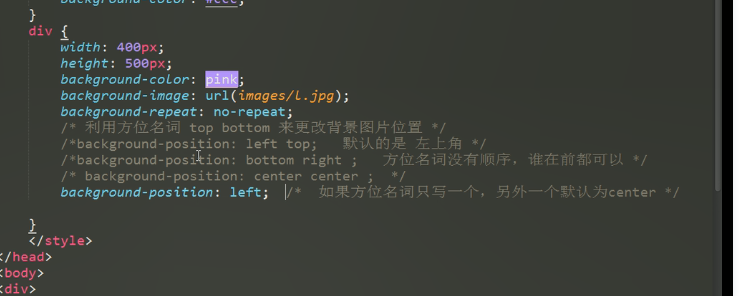 background-color: #ccc;
}
div {
width: 400px;
height: 500px;
background-color: pink;
background-image: url(images/l.jpg);
background-repeat: no-repeat;
/* 利用方位名词 top bottom 来更改背景图片位置 */
/*background-position: left top;   默认的是 左上角 */
/*background-position: bottom right ;   方位名词没有顺序，谁在前都可以 */
/* background-position: center center ;  */
background-position: left;  /*  如果方位名词只写一个，另外一个默认为center */
}
</style>
</head>
<body>
<div>